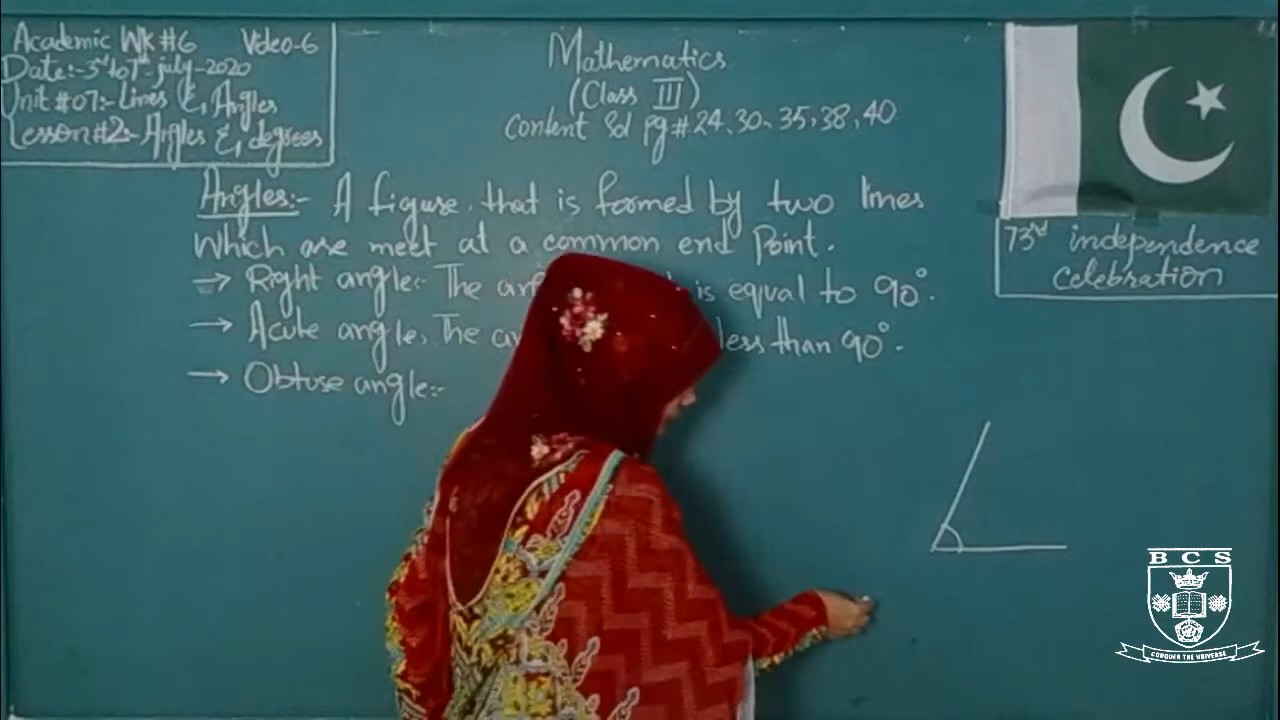 Academic WK #6 Video-6
Date:-3rd to 7th-july-2020
Unit #07:- Lines & Angles
Lesson #2:- Angles & degrees
Mathematics
(Class III)
Content Sd pg # 24, 30, 35, 38, 40
Angles:- A figure that is formed by two lines
which are meet at a common end point.
→ Right angle:- The is equal to 90°.
→ Acute angle, The less than 90°.
→ Obtuse angle:-
73rd independence
celebration
BCS
CONQUER THE UNIVERSE